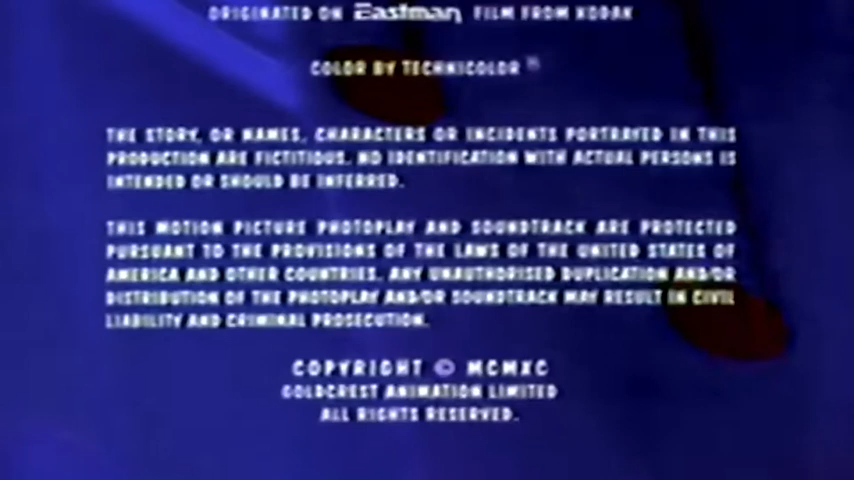 ORIGINATED ON Eastman FILM FROM KODAK
COLOR BY TECHNICOLOR ®
THE STORY, OR NAMES, CHARACTERS OR INCIDENTS PORTRAYED IN THIS
PRODUCTION ARE FICTITIOUS. NO IDENTIFICATION WITH ACTUAL PERSONS IS
INTENDED OR SHOULD BE INFERRED.
THIS MOTION PICTURE PHOTOPLAY AND SOUNDTRACK ARE PROTECTED
PURSUANT TO THE PROVISIONS OF THE LAWS OF THE UNITED STATES OF
AMERICA AND OTHER COUNTRIES. ANY UNAUTHORISED DUPLICATION AND/OR
DISTRIBUTION OF THE PHOTOPLAY AND/OR SOUNDTRACK MAY RESULT IN CIVIL
LIABILITY AND CRIMINAL PROSECUTION.
COPYRIGHT © MCMXC
GOLDCREST ANIMATION LIMITED
ALL RIGHTS RESERVED.